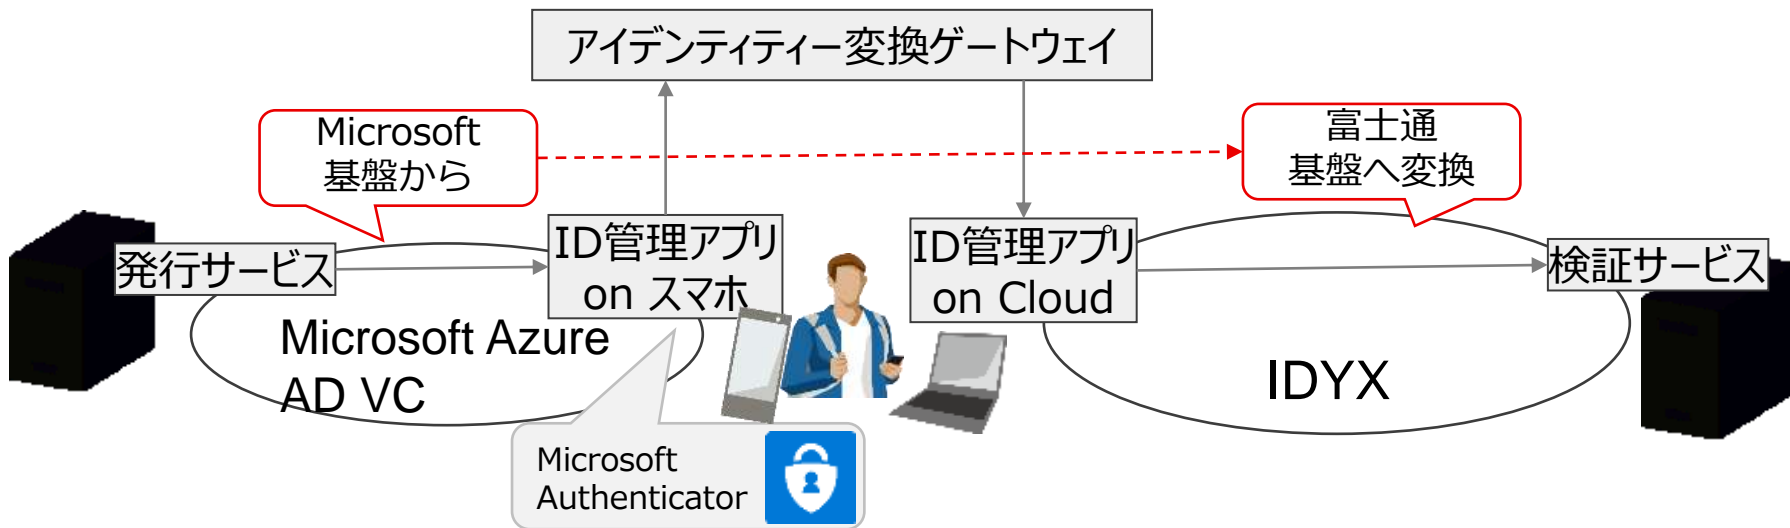 アイデンティティー変換ゲートウェイ
Microsoft
基盤から
富士通
基盤へ変換
発行サービス
ID管理アプリ
on スマホ
ID管理アプリ
on Cloud
検証サービス
Microsoft Azure
AD VC
IDYX
Microsoft
Authenticator